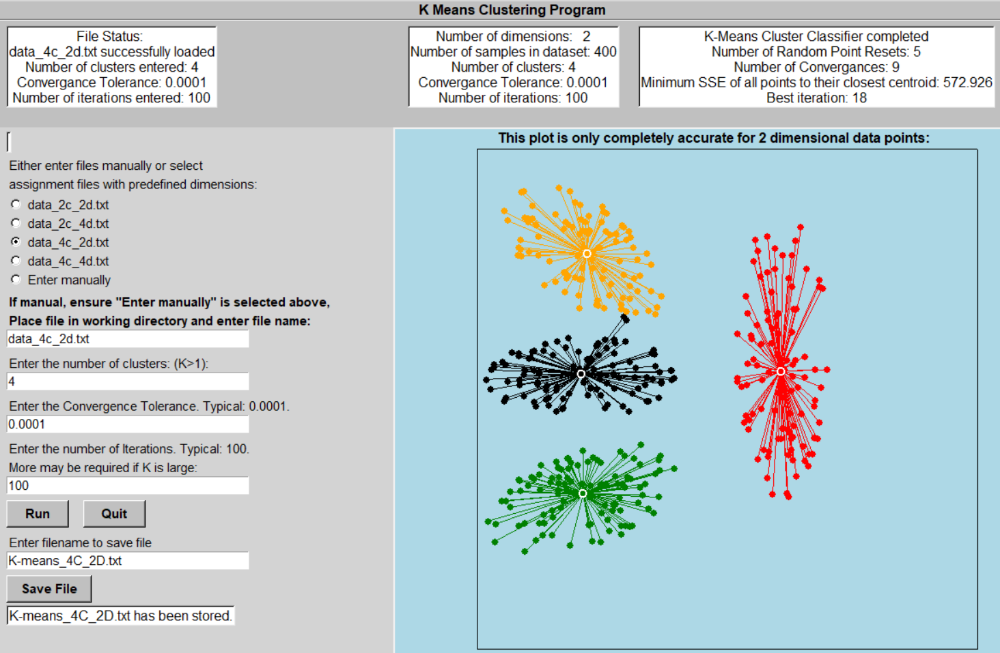 K Means Clustering Program
File Status:
data_4c_2d.txt successfully loaded
Number of clusters entered: 4
Convergance Tolerance: 0.0001
Number of iterations entered: 100
Number of dimensions: 2
Number of samples in dataset: 400
Number of clusters: 4
Convergance Tolerance: 0.0001
Number of iterations: 100
K-Means Cluster Classifier completed
Number of Random Point Resets: 5
Number of Convergances: 9
Minimum SSE of all points to their closest centroid: 572.926
Best iteration: 18
Either enter files manually or select
assignment files with predefined dimensions:
data_2c_2d.txt
data_2c_4d.txt
data_4c_2d.txt
data_4c_4d.txt
Enter manually
If manual, ensure "Enter manually" is selected above,
Place file in working directory and enter file name:
data_4c_2d.txt
Enter the number of clusters: (K>1):
4
Enter the Convergence Tolerance. Typical: 0.0001.
0.0001
Enter the number of Iterations. Typical: 100.
More may be required if K is large:
100
Run Quit
Enter filename to save file
K-means_4C_2D.txt
Save File
K-means_4C_2D.txt has been stored.
This plot is only completely accurate for 2 dimensional data points: